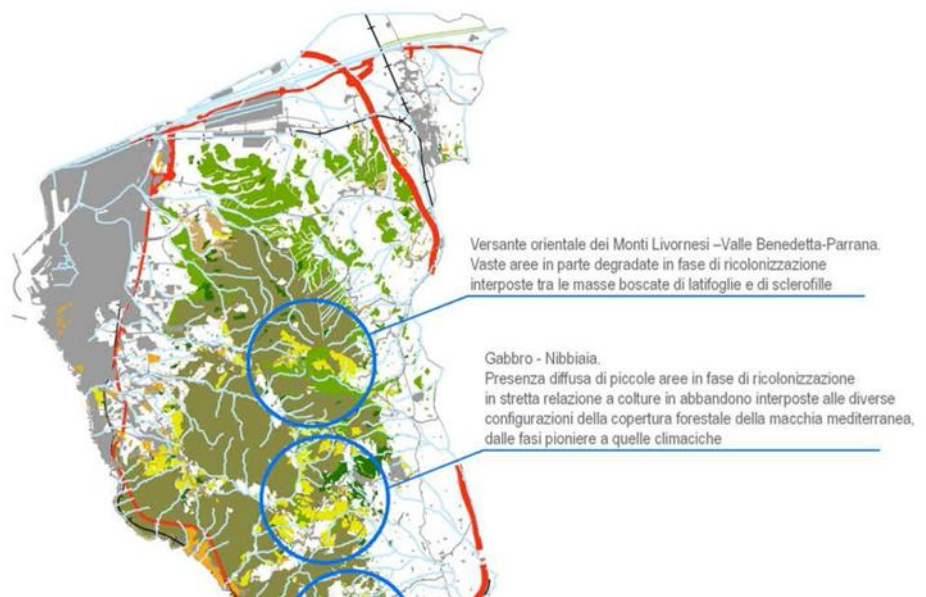 Versante orientale dei Monti Livornesi –Valle Benedetta-Parrana.
Vaste aree in parte degradate in fase di ricolonizzazione
interposte tra le masse boscate di latifoglie e di sclerofille
Gabbro - Nibbiaia.
Presenza diffusa di piccole aree in fase di ricolonizzazione
in stretta relazione a colture in abbandono interposte alle diverse
configurazioni della copertura forestale della macchia mediterranea,
dalle fasi pioniere a quelle climaciche